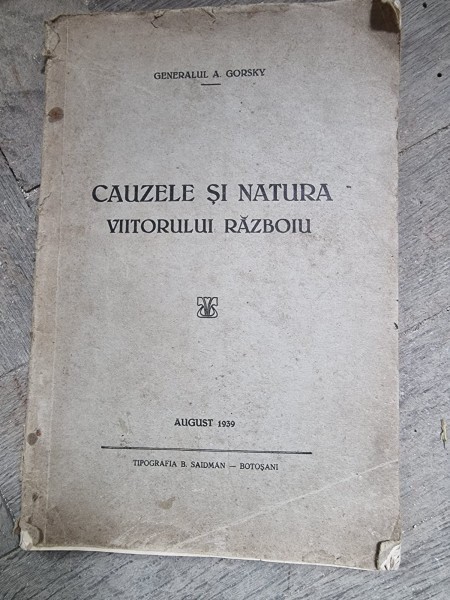 GENERALUL A. GORSKY
CAUZELE ȘI NATURA
VIITORULUI RĂZBOIU
AUGUST 1939
TIPOGRAFIA B. SAIDMAN — BOTOȘANI